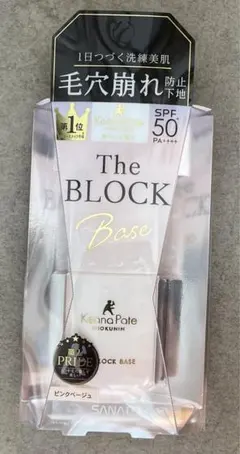 1日つづく洗練美肌
毛穴崩れ 防止下地
第1位
SPF
50
PA++++
The
BLOCK
Base
Keana Pate
SHOKUNIN
BLOCK BASE
PRIDE
ピンクベージュ
SANA